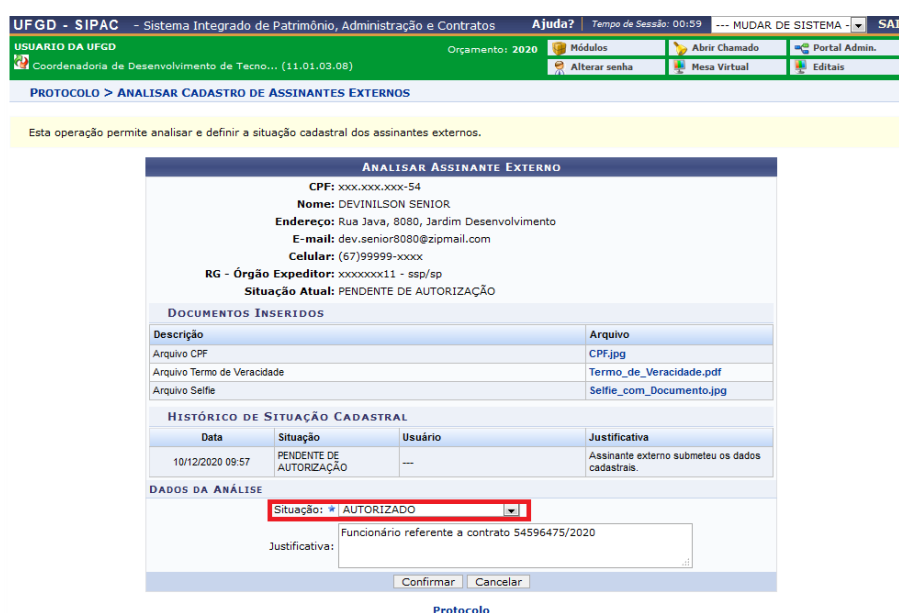 UFGD - SIPAC - Sistema Integrado de Patrimônio, Administração e Contratos Ajuda? Tempo de Sessão: 00:59 --- MUDAR DE SISTEMA - SAI
USUARIO DA UFGD Orçamento: 2020 Módulos Abrir Chamado Portal Admin.
Coordenadoria de Desenvolvimento de Tecno... (11.01.03.08) Alterar senha Mesa Virtual Editais
PROTOCOLO > ANALISAR CADASTRO DE ASSINANTES EXTERNOS
Esta operação permite analisar e definir a situação cadastral dos assinantes externos.
ANALISAR ASSINANTE EXTERNO
CPF: xxx.xxx.xxx-54
Nome: DEVINILSON SENIOR
Endereço: Rua Java, 8080, Jardim Desenvolvimento
E-mail: dev.senior8080@zipmail.com
Celular: (67)99999-xxxx
RG - Órgão Expeditor: xxxxxxx11 - ssp/sp
Situação Atual: PENDENTE DE AUTORIZAÇÃO
DOCUMENTOS INSERIDOS
Descrição Arquivo
Arquivo CPF CPF.jpg
Arquivo Termo de Veracidade Termo_de_Veracidade.pdf
Arquivo Selfie Selfie_com_Documento.jpg
HISTÓRICO DE SITUAÇÃO CADASTRAL
Data Situação Usuário Justificativa
10/12/2020 09:57 PENDENTE DE AUTORIZAÇÃO --- Assinante externo submeteu os dados cadastrais.
DADOS DA ANÁLISE
Situação: ★ AUTORIZADO
Justificativa: Funcionário referente a contrato 54596475/2020
Confirmar Cancelar
Protocolo